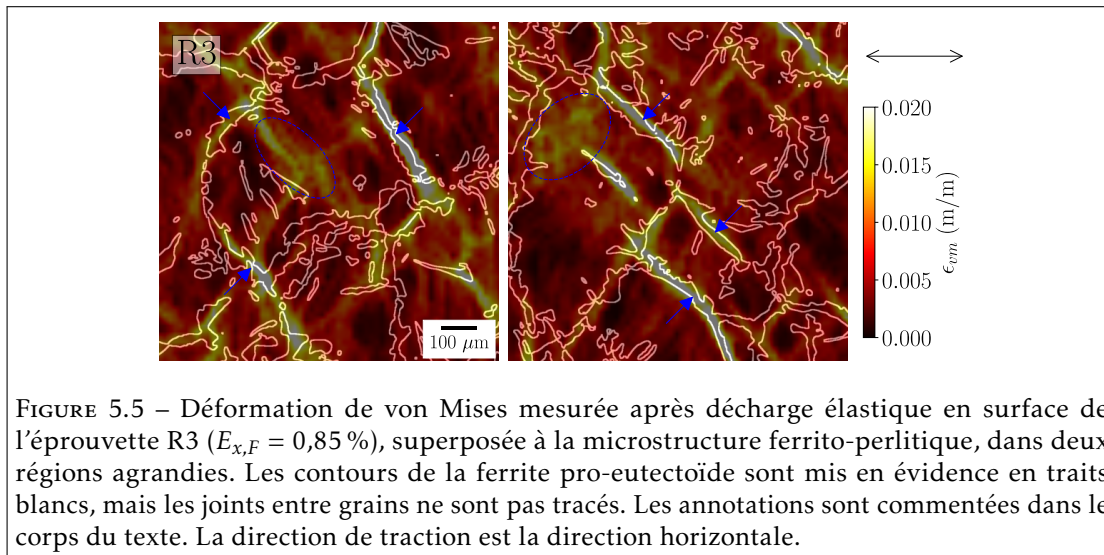 R3
100 μm
0.020
0.015
0.010
0.005
0.000
ϵvm (m/m)
FIGURE 5.5 – Déformation de von Mises mesurée après décharge élastique en surface de
l'éprouvette R3 (Ex,F = 0,85 %), superposée à la microstructure ferrito-perlitique, dans deux
régions agrandies. Les contours de la ferrite pro-eutectoïde sont mis en évidence en traits
blancs, mais les joints entre grains ne sont pas tracés. Les annotations sont commentées dans le
corps du texte. La direction de traction est la direction horizontale.